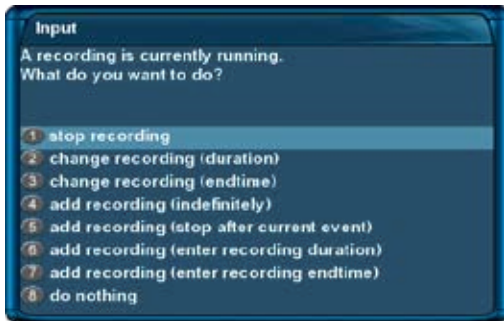 Input
A recording is currently running.
What do you want to do?
1 stop recording
2 change recording (duration)
3 change recording (endtime)
4 add recording (indefinitely)
5 add recording (stop after current event)
6 add recording (enter recording duration)
7 add recording (enter recording endtime)
8 do nothing